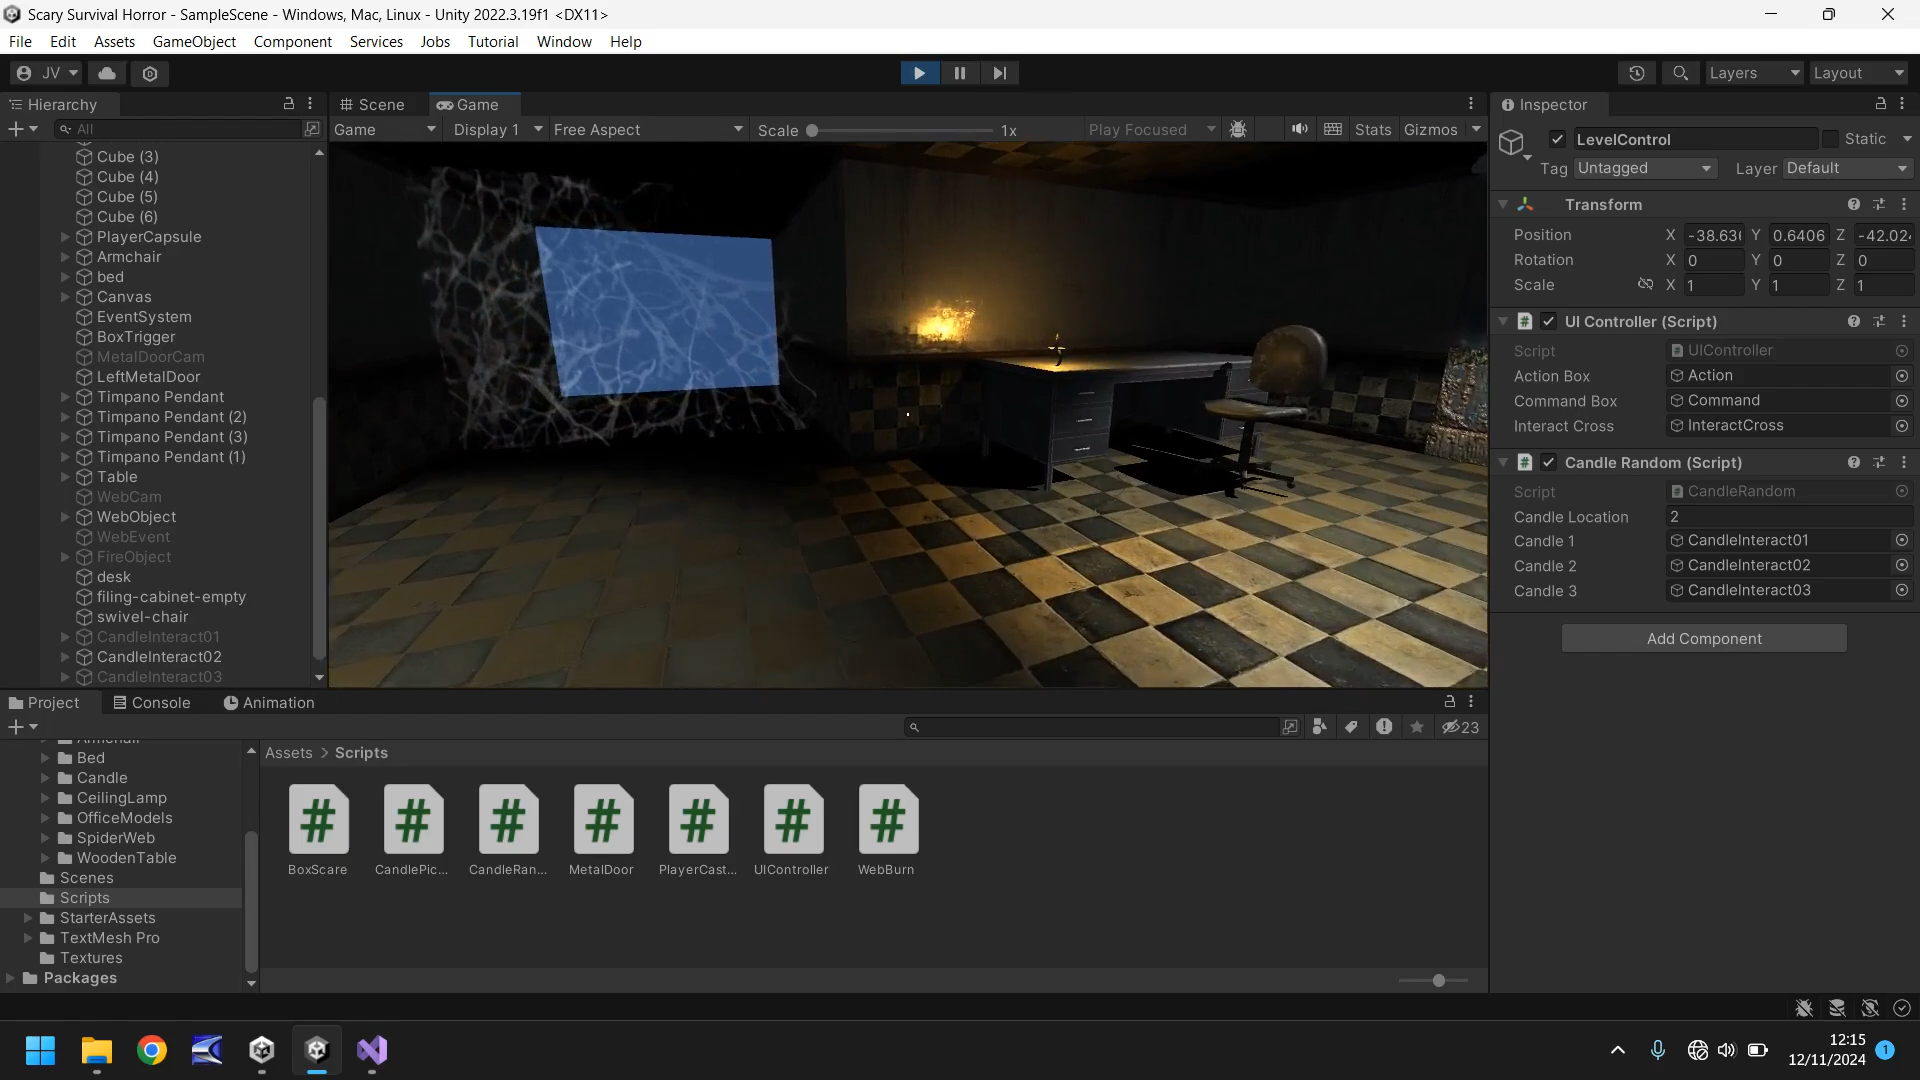 Scary Survival Horror - SampleScene - Windows, Mac, Linux - Unity 2022.3.19f1 <DX11>
File Edit Assets GameObject Component Services Jobs Tutorial Window Help
JV
Layers
Layout
Hierarchy
All
Cube (3)
Cube (4)
Cube (5)
Cube (6)
PlayerCapsule
Armchair
bed
Canvas
EventSystem
BoxTrigger
MetalDoorCam
LeftMetalDoor
Timpano Pendant
Timpano Pendant (2)
Timpano Pendant (3)
Timpano Pendant (1)
Table
WebCam
WebObject
WebEvent
FireObject
desk
filing-cabinet-empty
swivel-chair
CandleInteract01
CandleInteract02
CandleInteract03
Scene
Game
Game
Display 1
Free Aspect
Scale
1x
Play Focused
Stats
Gizmos
Inspector
LevelControl
Static
Tag Untagged
Layer Default
Transform
Position X -38.63 Y 0.6406 Z -42.02
Rotation X 0 Y 0 Z 0
Scale X 1 Y 1 Z 1
UI Controller (Script)
Script UIController
Action Box Action
Command Box Command
Interact Cross InteractCross
Candle Random (Script)
Script CandleRandom
Candle Location 2
Candle 1 CandleInteract01
Candle 2 CandleInteract02
Candle 3 CandleInteract03
Add Component
Project
Console
Animation
23
Bed
Candle
CeilingLamp
OfficeModels
SpiderWeb
WoodenTable
Scenes
Scripts
StarterAssets
TextMesh Pro
Textures
Packages
Assets > Scripts
BoxScare
CandlePic...
CandleRan...
MetalDoor
PlayerCast...
UIController
WebBurn
12:15
12/11/2024
1